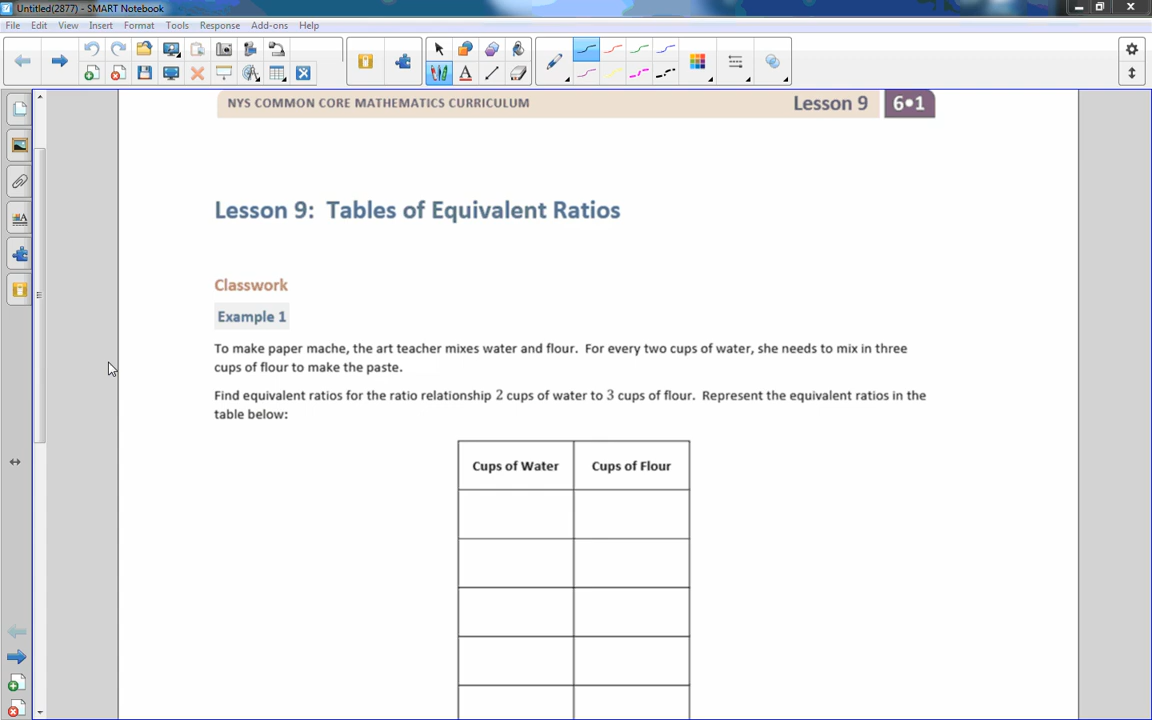 Untitled(2877) - SMART Notebook
File Edit View Insert Format Tools Response Add-ons Help
NYS COMMON CORE MATHEMATICS CURRICULUM Lesson 9 6•1
Lesson 9: Tables of Equivalent Ratios
Classwork
Example 1
To make paper mache, the art teacher mixes water and flour. For every two cups of water, she needs to mix in three
cups of flour to make the paste.
Find equivalent ratios for the ratio relationship 2 cups of water to 3 cups of flour. Represent the equivalent ratios in the
table below:
Cups of Water Cups of Flour